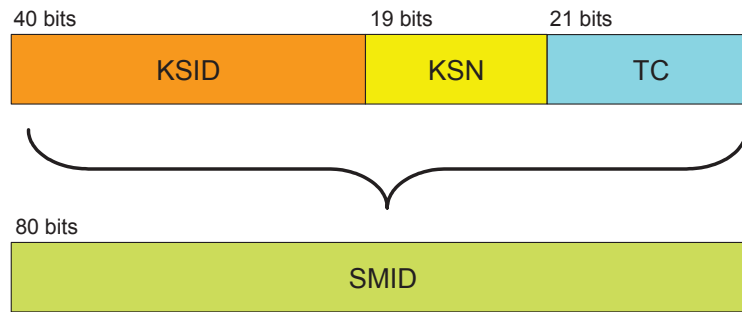 40 bits 19 bits 21 bits
KSID KSN TC
80 bits
SMID